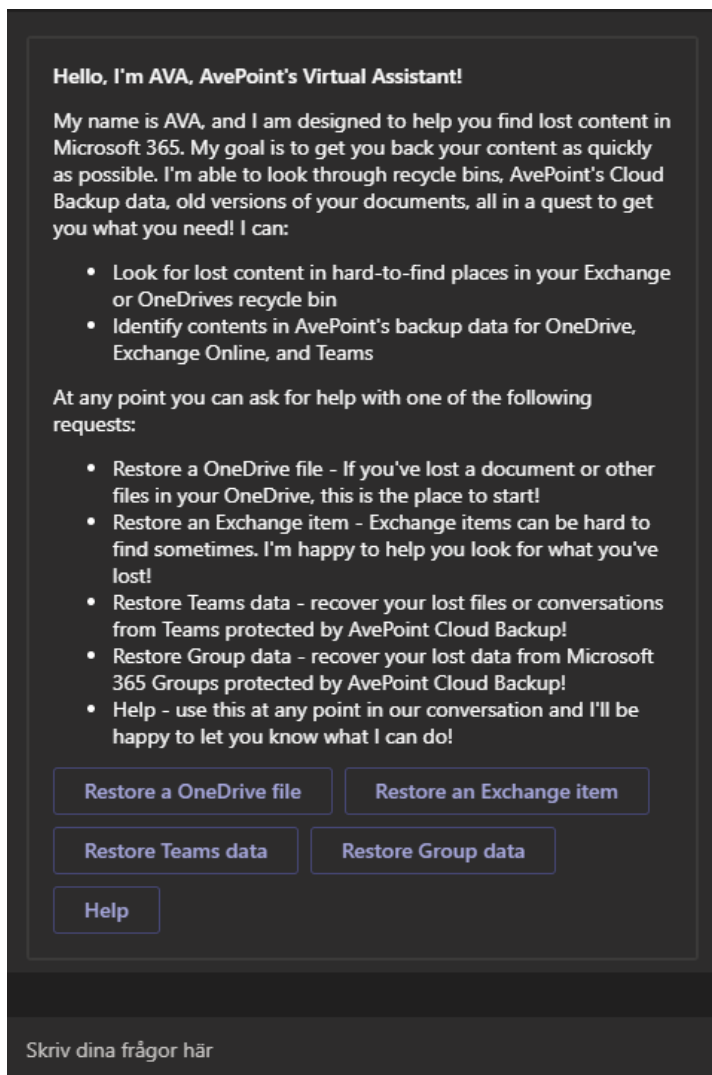 Hello, I'm AVA, AvePoint's Virtual Assistant!
My name is AVA, and I am designed to help you find lost content in
Microsoft 365. My goal is to get you back your content as quickly
as possible. I'm able to look through recycle bins, AvePoint's Cloud
Backup data, old versions of your documents, all in a quest to get
you what you need! I can:
• Look for lost content in hard-to-find places in your Exchange
or OneDrives recycle bin
• Identify contents in AvePoint's backup data for OneDrive,
Exchange Online, and Teams
At any point you can ask for help with one of the following
requests:
• Restore a OneDrive file - If you've lost a document or other
files in your OneDrive, this is the place to start!
• Restore an Exchange item - Exchange items can be hard to
find sometimes. I'm happy to help you look for what you've
lost!
• Restore Teams data - recover your lost files or conversations
from Teams protected by AvePoint Cloud Backup!
• Restore Group data - recover your lost data from Microsoft
365 Groups protected by AvePoint Cloud Backup!
• Help - use this at any point in our conversation and I'll be
happy to let you know what I can do!
Restore a OneDrive file
Restore an Exchange item
Restore Teams data
Restore Group data
Help
Skriv dina frågor här